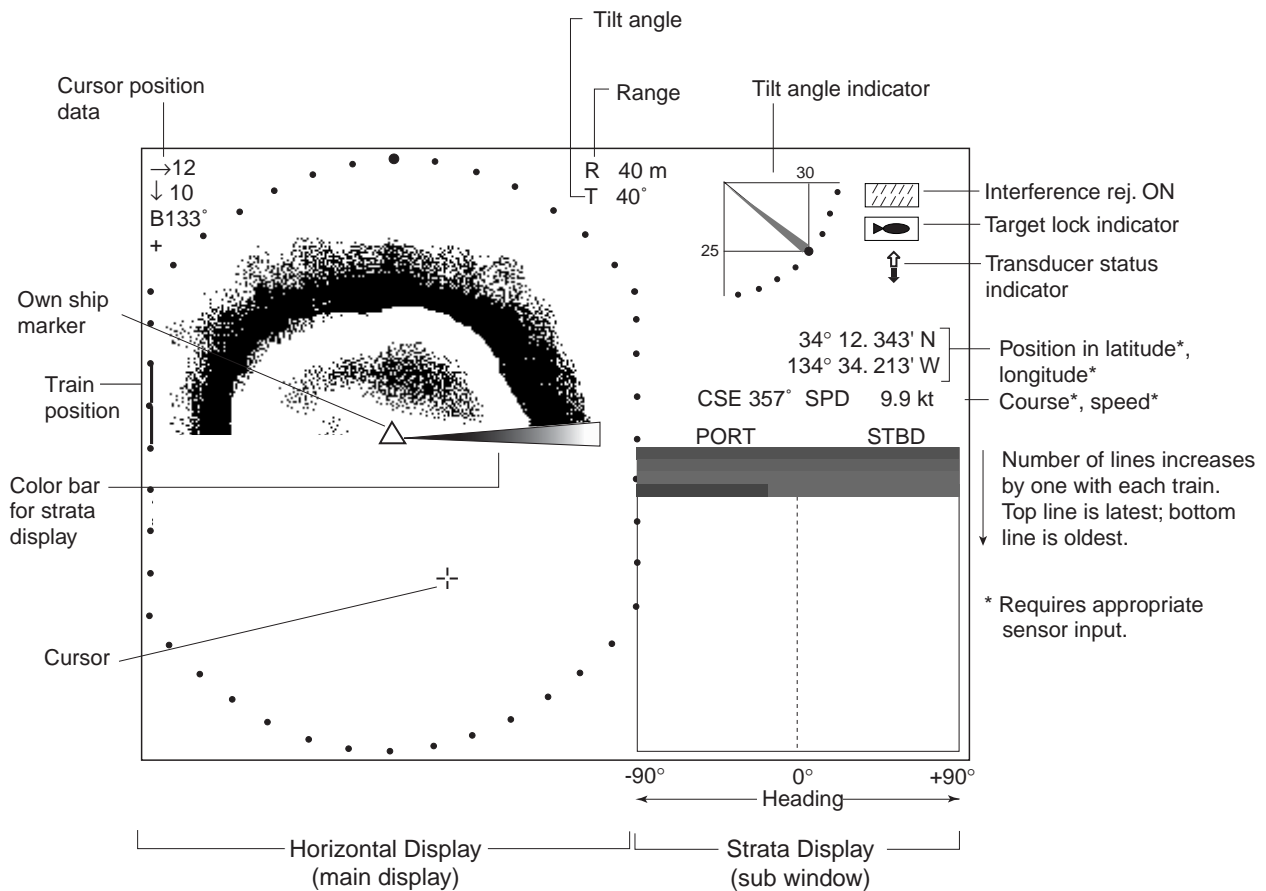 Tilt angle
Cursor position
data
Range
Tilt angle indicator
→12
↓ 10
B133°
+
R 40 m
T 40°
30
25
Interference rej. ON
Target lock indicator
Transducer status
indicator
Own ship
marker
Train
position
34° 12. 343' N
134° 34. 213' W
Position in latitude*,
longitude*
CSE 357° SPD 9.9 kt
Course*, speed*
PORT STBD
Color bar
for strata
display
Number of lines increases
by one with each train.
Top line is latest; bottom
line is oldest.
* Requires appropriate
sensor input.
Cursor
-90° 0° +90°
Heading
Horizontal Display
(main display)
Strata Display
(sub window)